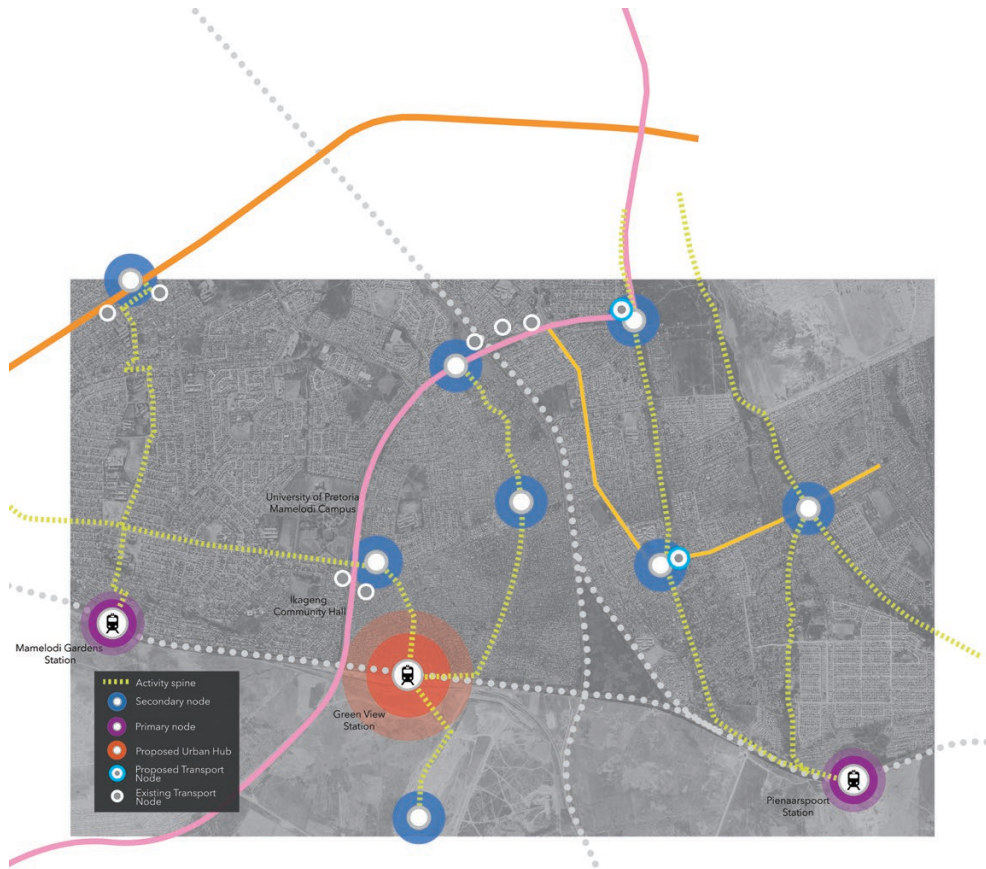 University of Pretoria
Mamelodi Campus
Ikageng
Community Hall
Mamelodi Gardens
Station
Green View
Station
Pienaarspoort
Station
Activity spine
Secondary node
Primary node
Proposed Urban Hub
Proposed Transport
Node
Existing Transport
Node